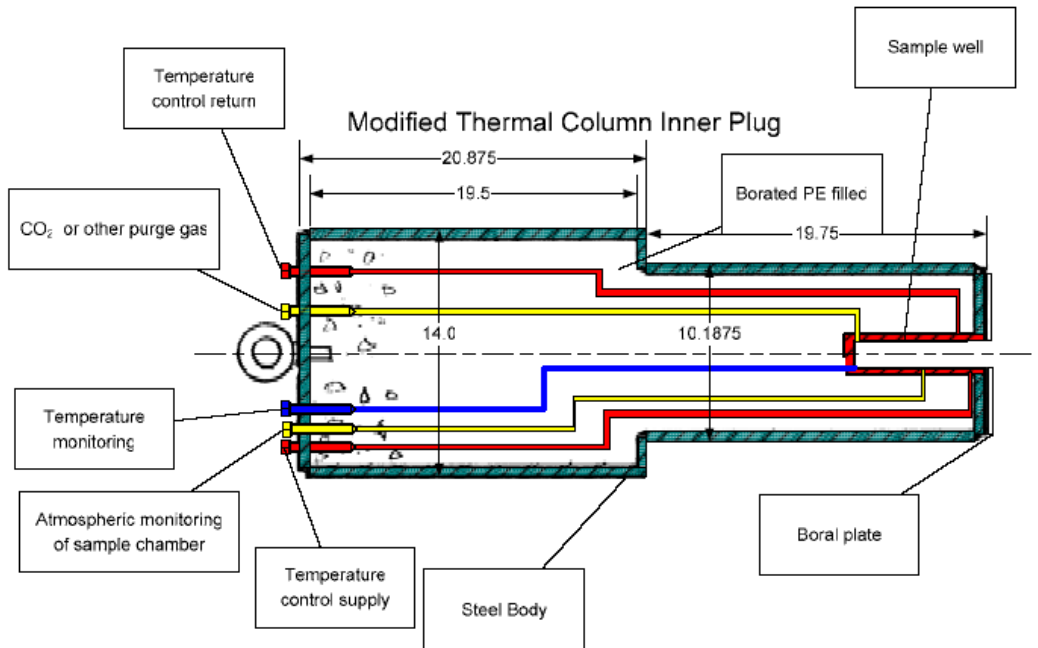 Sample well
Temperature
control return
Modified Thermal Column Inner Plug
20.875
Borated PE filled
19.5
CO₂ or other purge gas
19.75
14.0
10.1875
Temperature
monitoring
Atmospheric monitoring
of sample chamber
Boral plate
Temperature
control supply
Steel Body